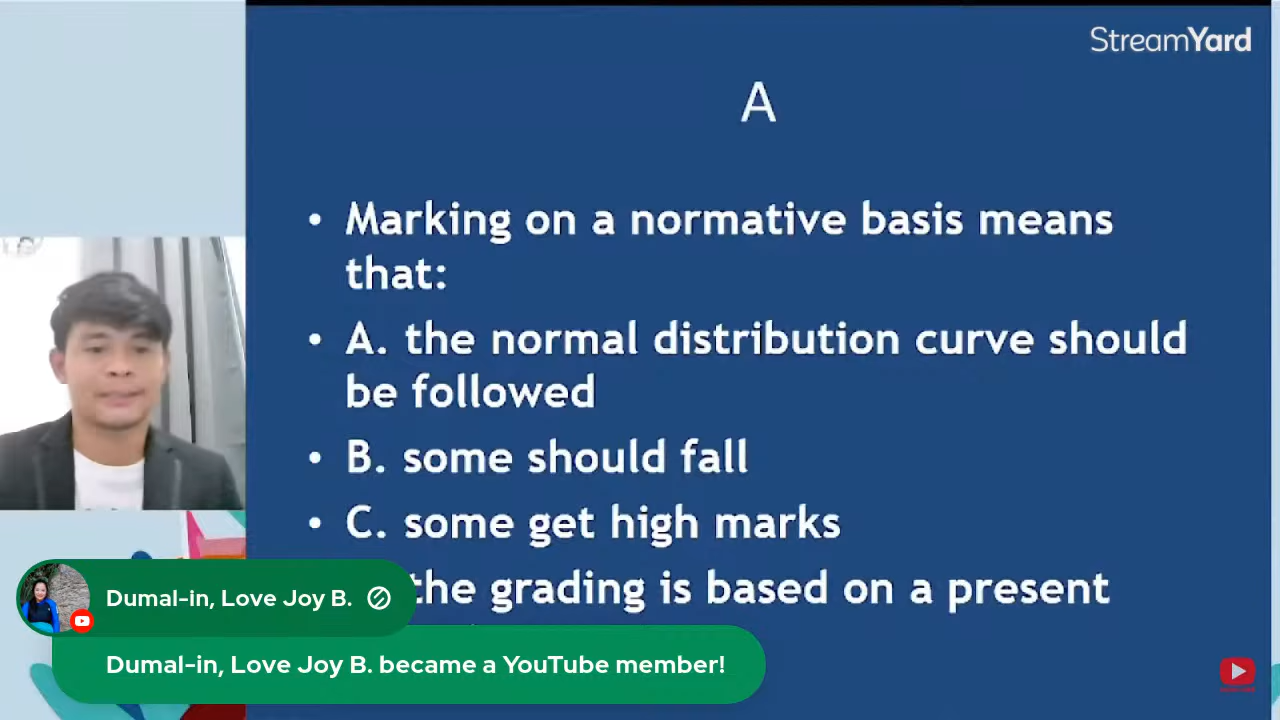 StreamYard
A
• Marking on a normative basis means
that:
• A. the normal distribution curve should
be followed
• B. some should fall
• C. some get high marks
the grading is based on a present
Dumal-in, Love Joy B.
Dumal-in, Love Joy B. became a YouTube member!